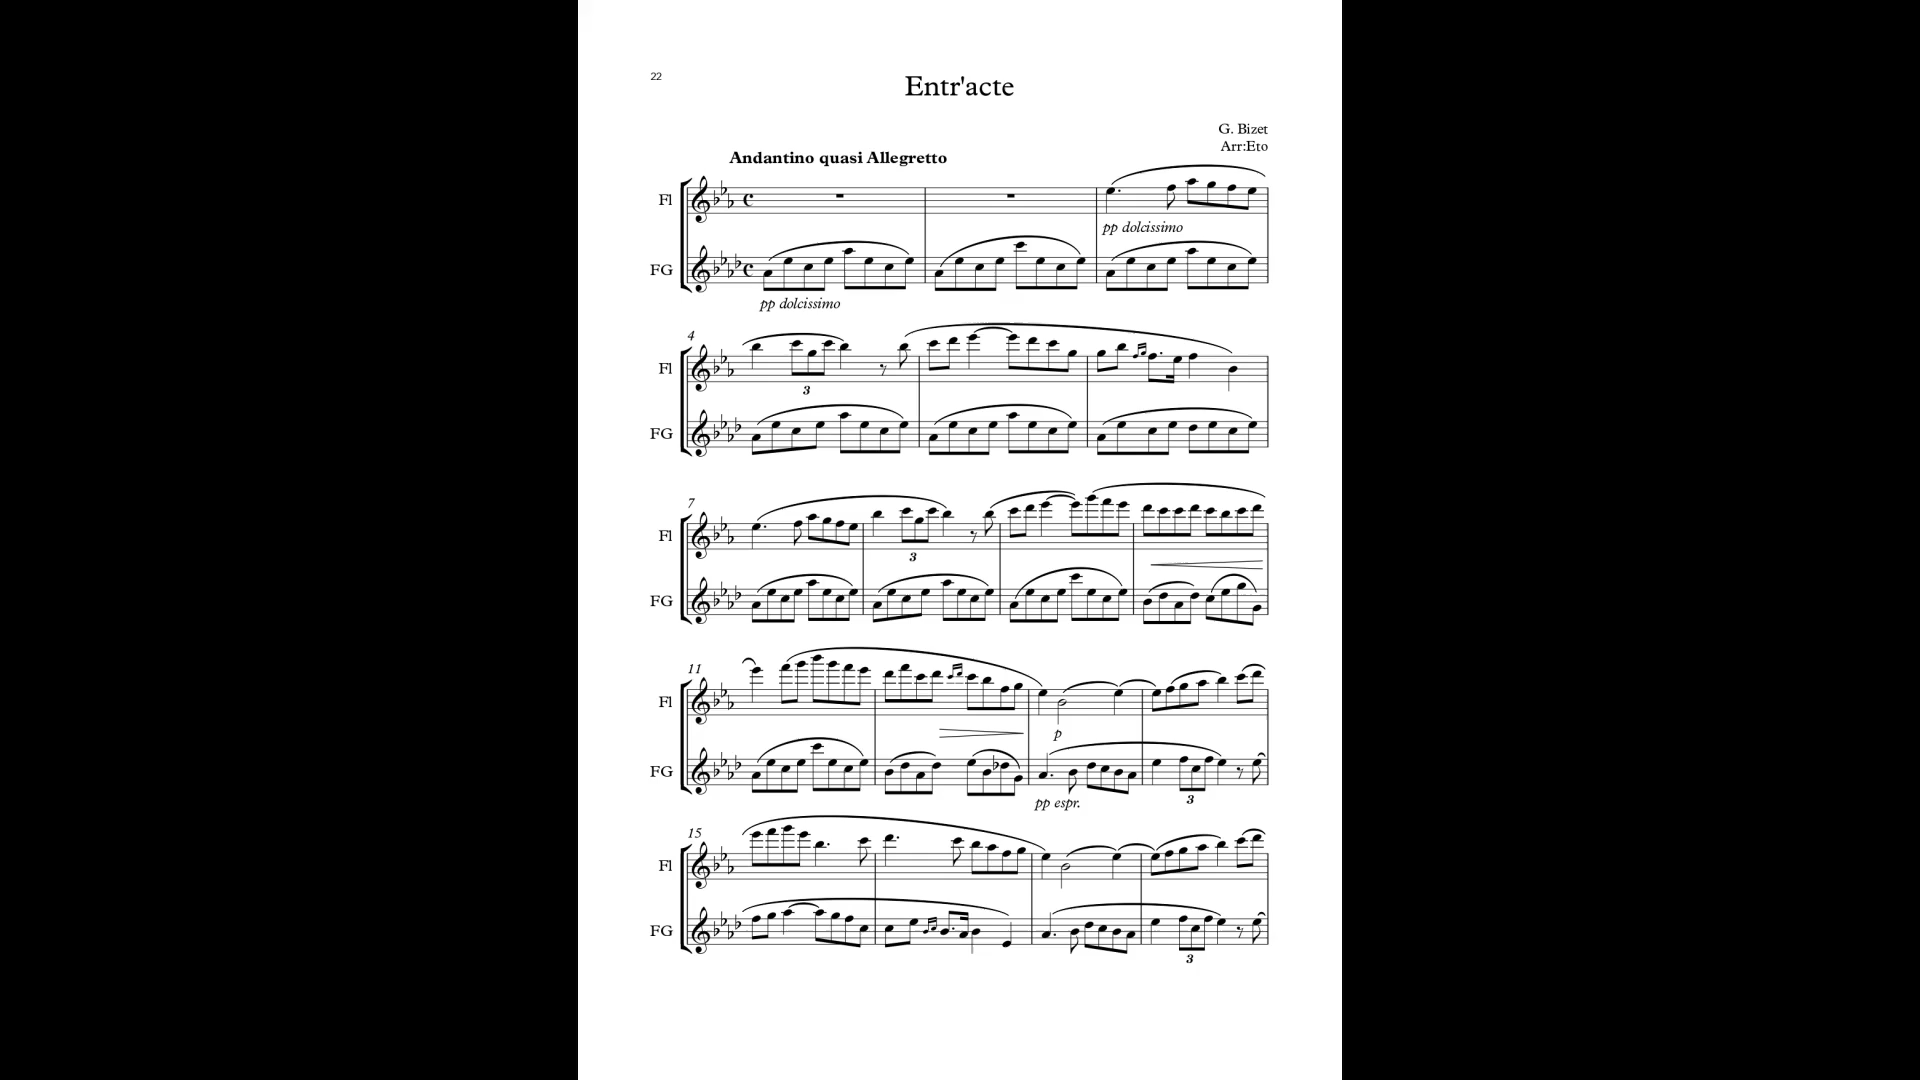 22
Entr'acte
G. Bizet
Arr:Eto
Andantino quasi Allegretto
Fl
pp dolcissimo
FG
pp dolcissimo
4
Fl
3
FG
7
Fl
3
FG
11
Fl
p
FG
pp espr.
3
15
Fl
FG
3